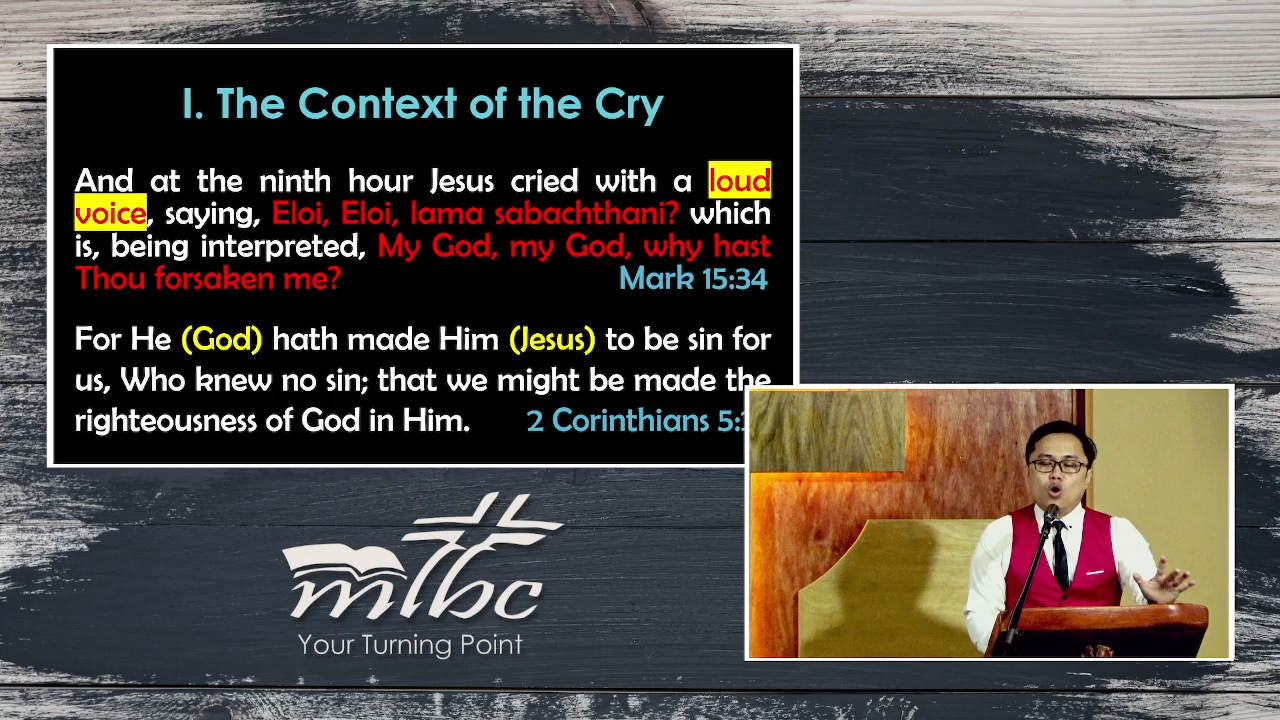 I. The Context of the Cry
And at the ninth hour Jesus cried with a loud
voice, saying, Eloi, Eloi, lama sabachthani? which
is, being interpreted, My God, my God, why hast
Thou forsaken me? Mark 15:34
For He (God) hath made Him (Jesus) to be sin for
us, Who knew no sin; that we might be made the
righteousness of God in Him. 2 Corinthians
mlbc
Your Turning Point